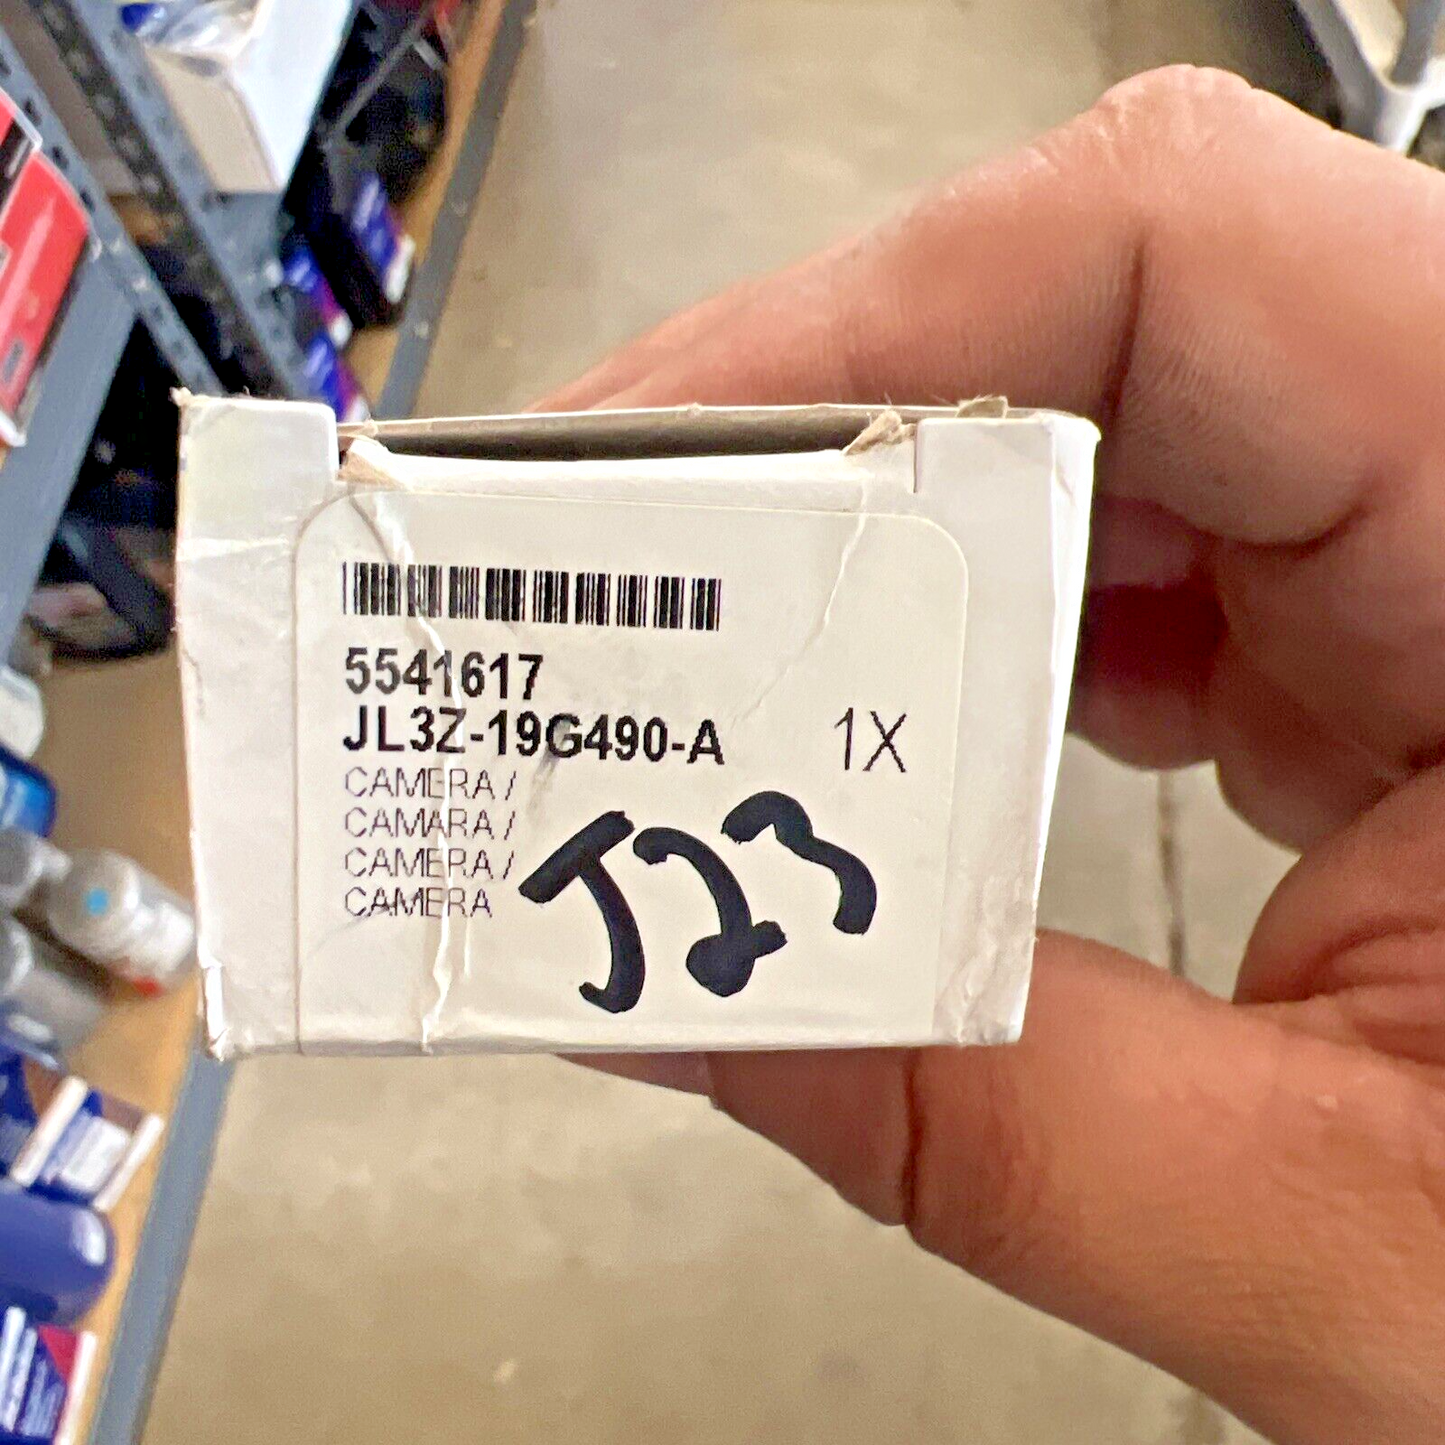 5541617
JL3Z-19G490-A
1X
CAMERA /
CAMARA /
CAMERA /
CAMERA
J23